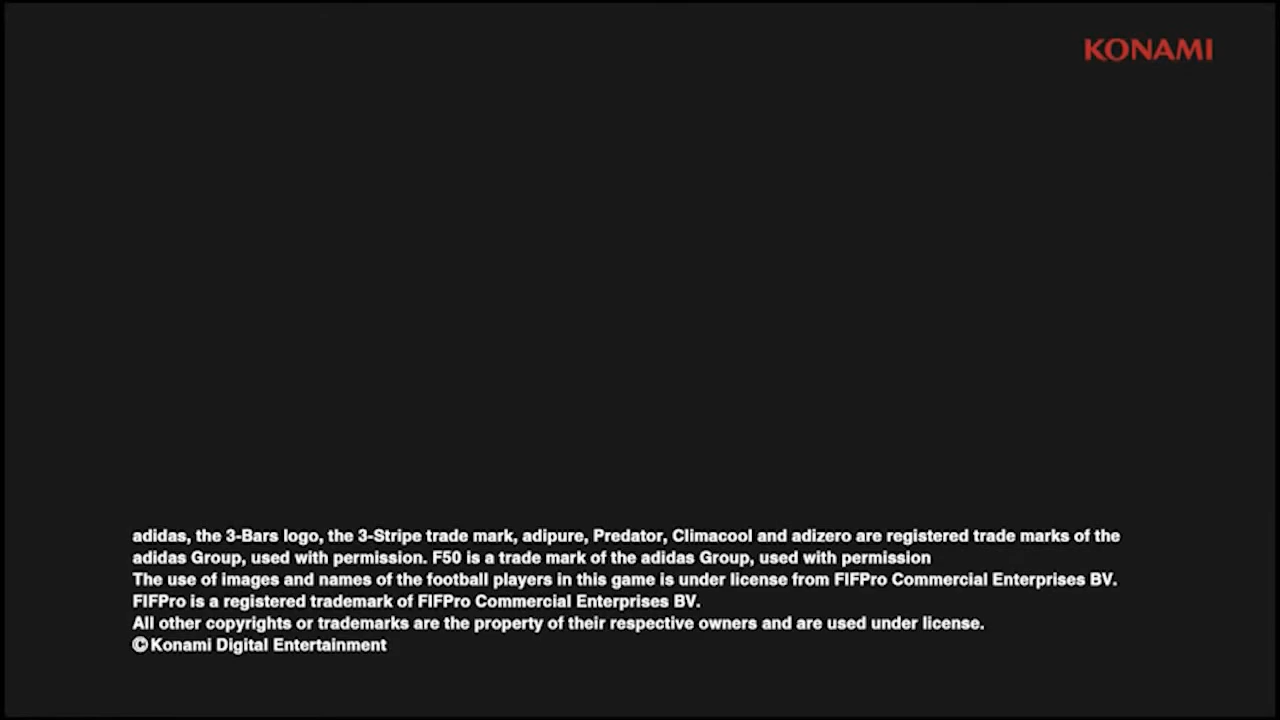 KONAMI
adidas, the 3-Bars logo, the 3-Stripe trade mark, adipure, Predator, Climacool and adizero are registered trade marks of the
adidas Group, used with permission. F50 is a trade mark of the adidas Group, used with permission
The use of images and names of the football players in this game is under license from FIFPro Commercial Enterprises BV.
FIFPro is a registered trademark of FIFPro Commercial Enterprises BV.
All other copyrights or trademarks are the property of their respective owners and are used under license.
©Konami Digital Entertainment